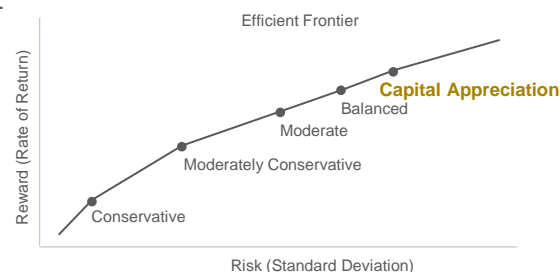 Efficient Frontier
Reward (Rate of Return)
Capital Appreciation
Balanced
Moderate
Moderately Conservative
Conservative
Risk (Standard Deviation)